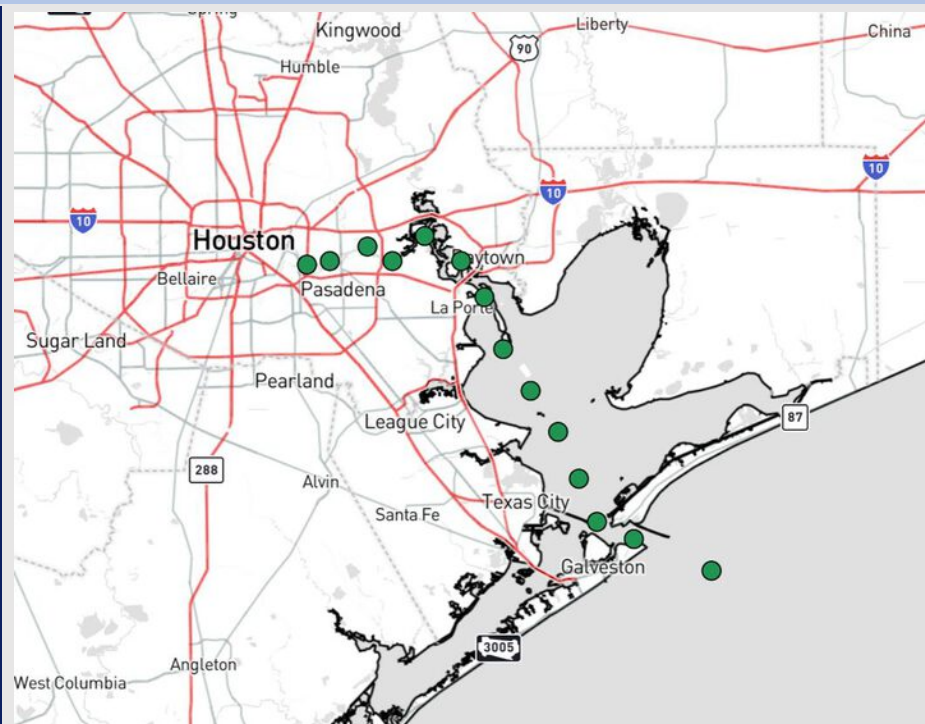 Kingwood
Liberty
China
90
Humble
10
10
10
Houston
Bellaire
Pasadena
Baytown
La Porte
Sugar Land
Pearland
87
League City
288
Alvin
Texas City
Santa Fe
Galveston
3005
Angleton
West Columbia